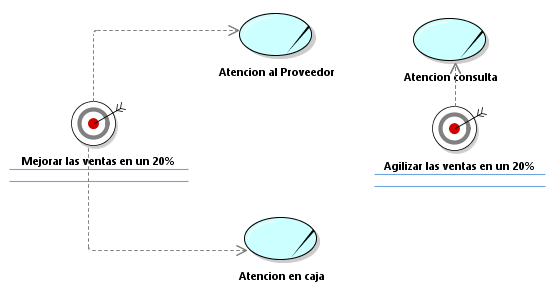 Atencion al Proveedor
Atencion consulta
Mejorar las ventas en un 20%
Agilizar las ventas en un 20%
Atencion en caja